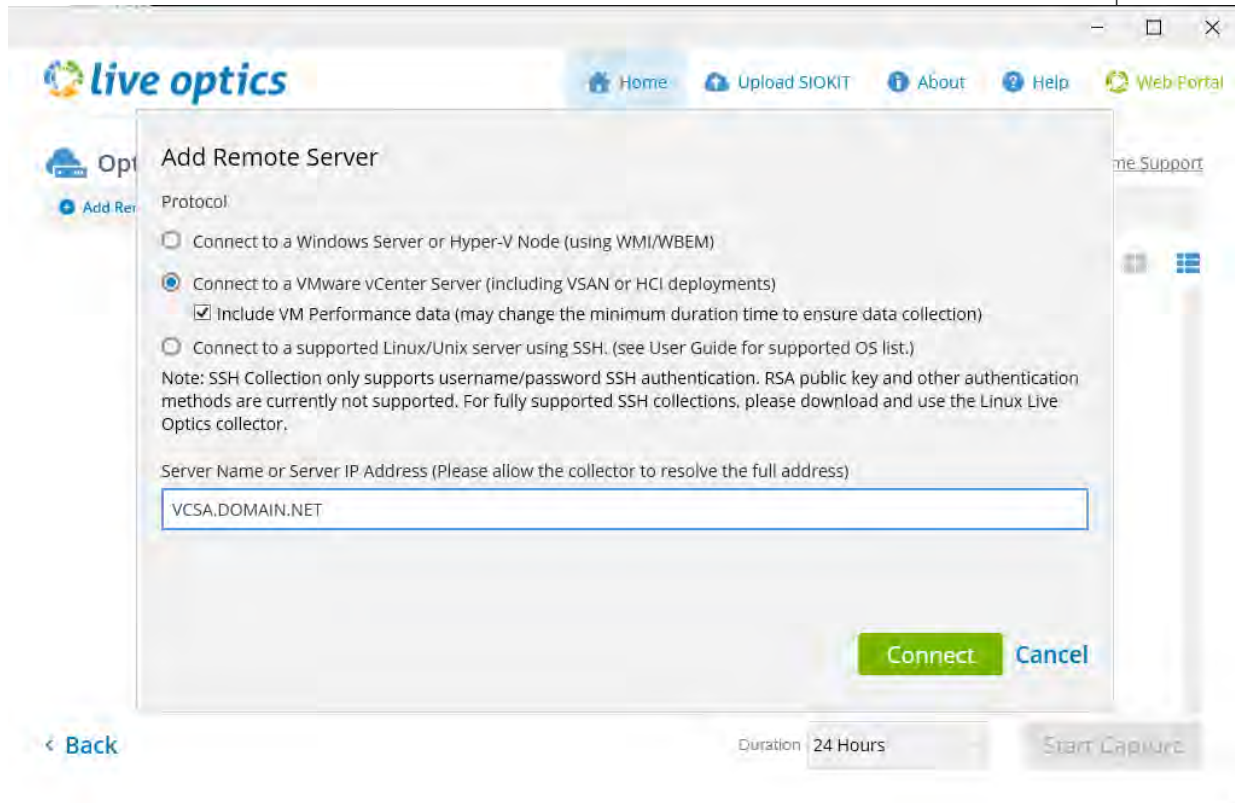 live optics
Home
Upload SIOKIT
About
Help
Web Portal
Opt
me Support
Add Rer
Add Remote Server
Protocol
Connect to a Windows Server or Hyper-V Node (using WMI/WBEM)
Connect to a VMware vCenter Server (including VSAN or HCI deployments)
Include VM Performance data (may change the minimum duration time to ensure data collection)
Connect to a supported Linux/Unix server using SSH. (see User Guide for supported OS list.)
Note: SSH Collection only supports username/password SSH authentication. RSA public key and other authentication
methods are currently not supported. For fully supported SSH collections, please download and use the Linux Live
Optics collector.
Server Name or Server IP Address (Please allow the collector to resolve the full address)
VCSA.DOMAIN.NET
Connect
Cancel
< Back
Duration
24 Hours
Start Capture